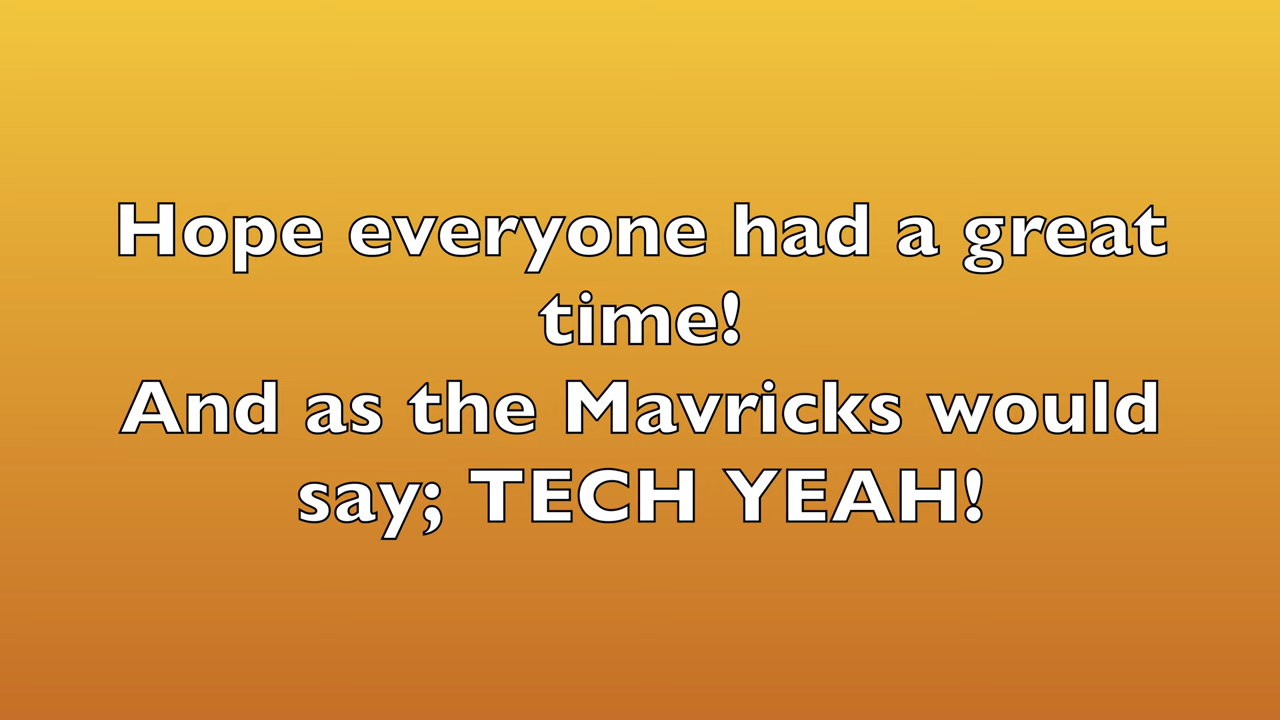 Hope everyone had a great
time!
And as the Mavricks would
say; TECH YEAH!